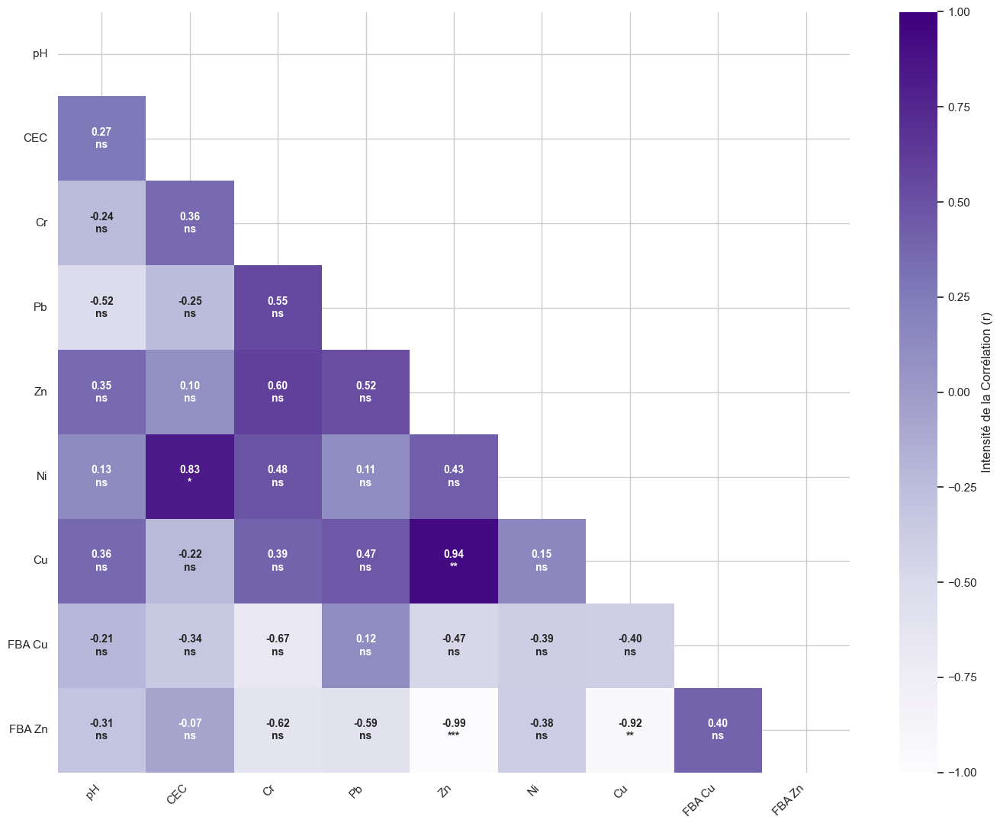 pH
CEC
0.27
ns
Cr
-0.24
ns
0.36
ns
Pb
-0.52
ns
-0.25
ns
0.55
ns
Zn
0.35
ns
0.10
ns
0.60
ns
0.52
ns
Ni
0.13
ns
0.83
*
0.48
ns
0.11
ns
0.43
ns
Cu
0.36
ns
-0.22
ns
0.39
ns
0.47
ns
0.94
**
0.15
ns
FBA Cu
-0.21
ns
-0.34
ns
-0.67
ns
0.12
ns
-0.47
ns
-0.39
ns
-0.40
ns
FBA Zn
-0.31
ns
-0.07
ns
-0.62
ns
-0.59
ns
-0.99
***
-0.38
ns
-0.92
**
0.40
ns
pH
CEC
Cr
Pb
Zn
Ni
Cu
FBA Cu
FBA Zn
1.00
0.75
0.50
0.25
0.00
−0.25
−0.50
−0.75
−1.00
Intensité de la Corrélation (r)